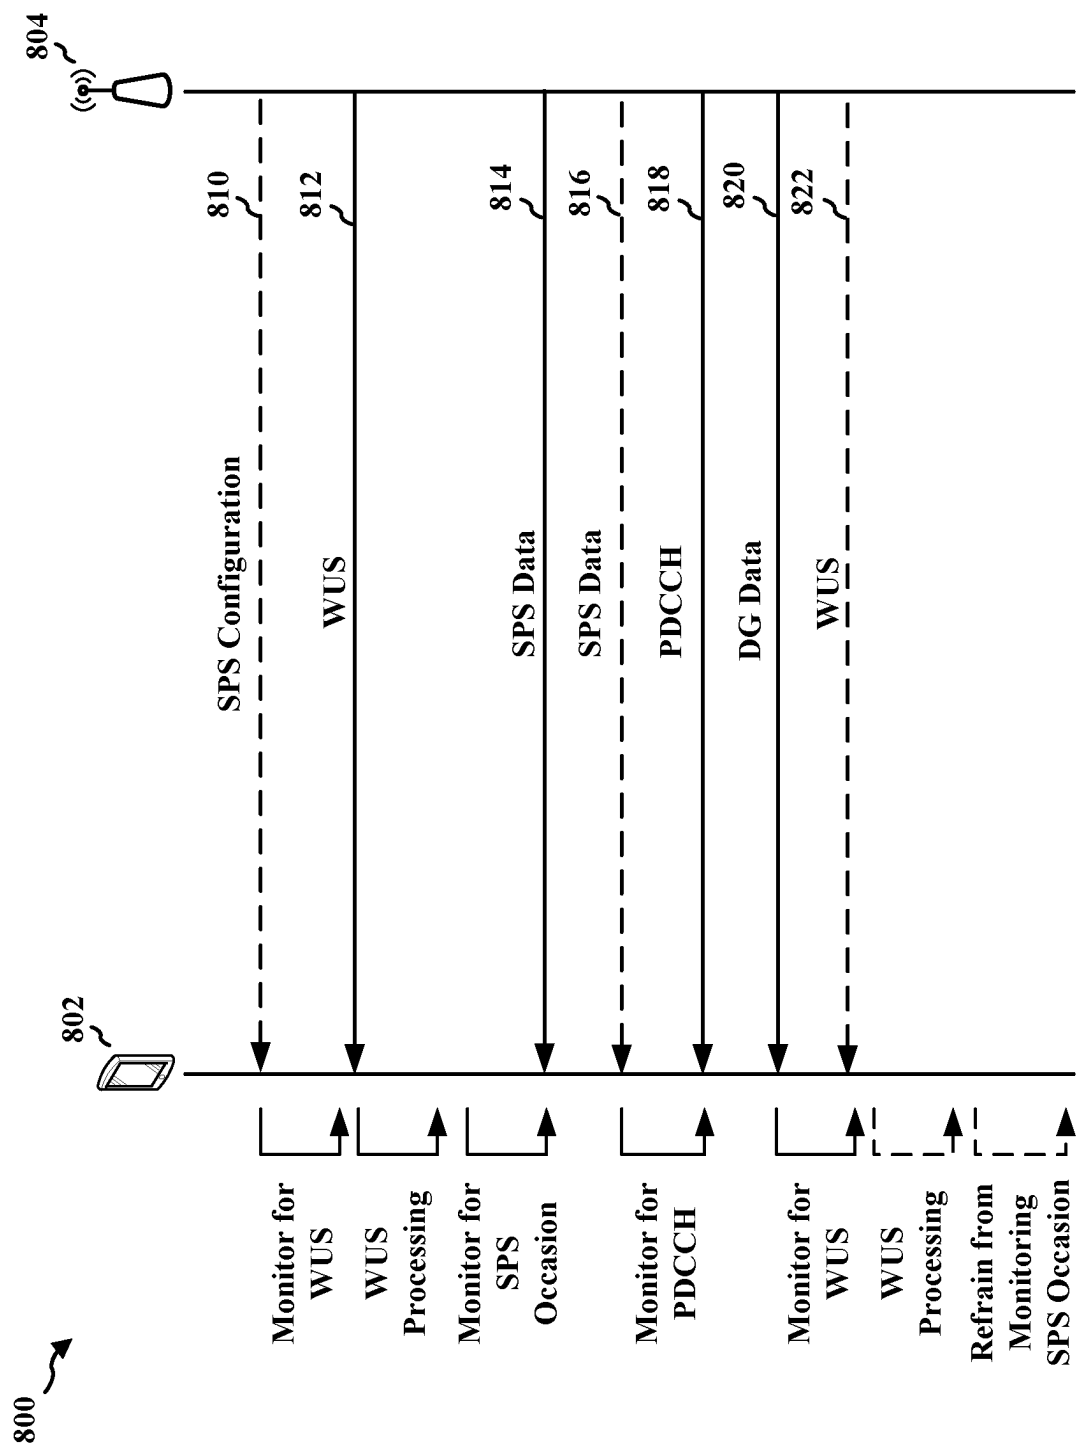 800
802
804
SPS Configuration
810
Monitor for
WUS
WUS
812
WUS
Processing
Monitor for
SPS
Occasion
SPS Data
814
SPS Data
816
Monitor for
PDCCH
PDCCH
818
DG Data
820
Monitor for
WUS
WUS
822
WUS
Processing
Refrain from
Monitoring
SPS Occasion